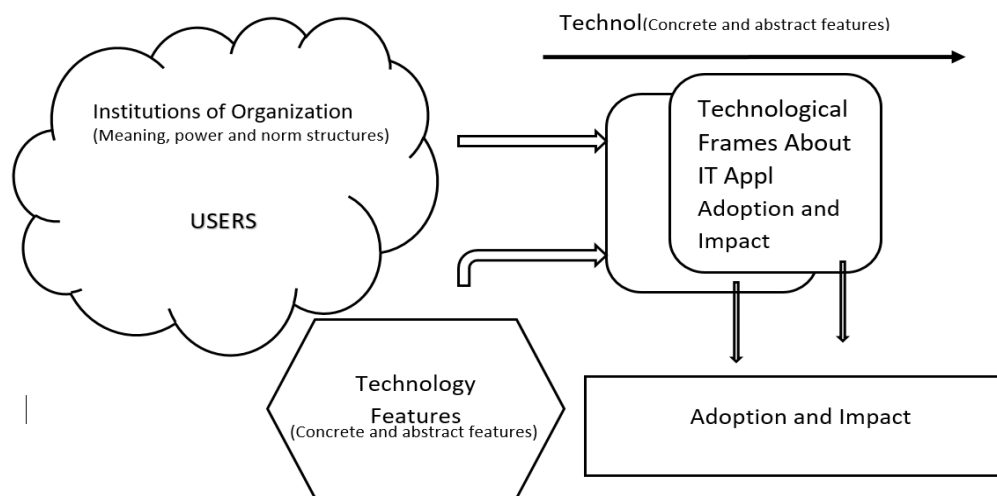 Technol(Concrete and abstract features)
Institutions of Organization
(Meaning, power and norm structures)
USERS
Technological
Frames About
IT Appl
Adoption and
Impact
Technology
Features
(Concrete and abstract features)
Adoption and Impact